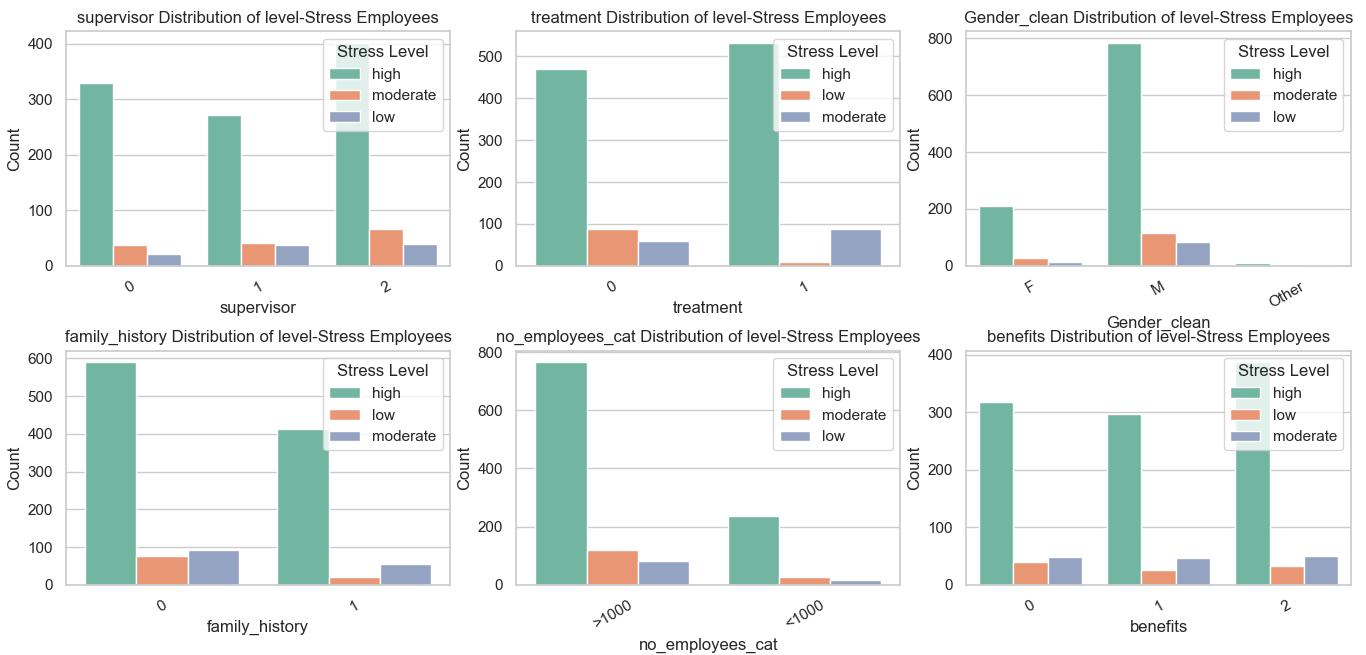 supervisor Distribution of level-Stress Employees
400
300
200
100
0
Count
Stress Level
high
moderate
low
0
1
2
supervisor
treatment Distribution of level-Stress Employees
500
400
300
200
100
0
Count
Stress Level
high
low
moderate
0
1
treatment
Gender_clean Distribution of level-Stress Employees
800
600
400
200
0
Count
Stress Level
high
moderate
low
F
M
Other
Gender_clean
family_history Distribution of level-Stress Employees
600
500
400
300
200
100
0
Count
Stress Level
high
low
moderate
0
1
family_history
no_employees_cat Distribution of level-Stress Employees
800
600
400
200
0
Count
Stress Level
high
moderate
low
>1000
<1000
no_employees_cat
benefits Distribution of level-Stress Employees
400
300
200
100
0
Count
Stress Level
high
low
moderate
0
1
2
benefits